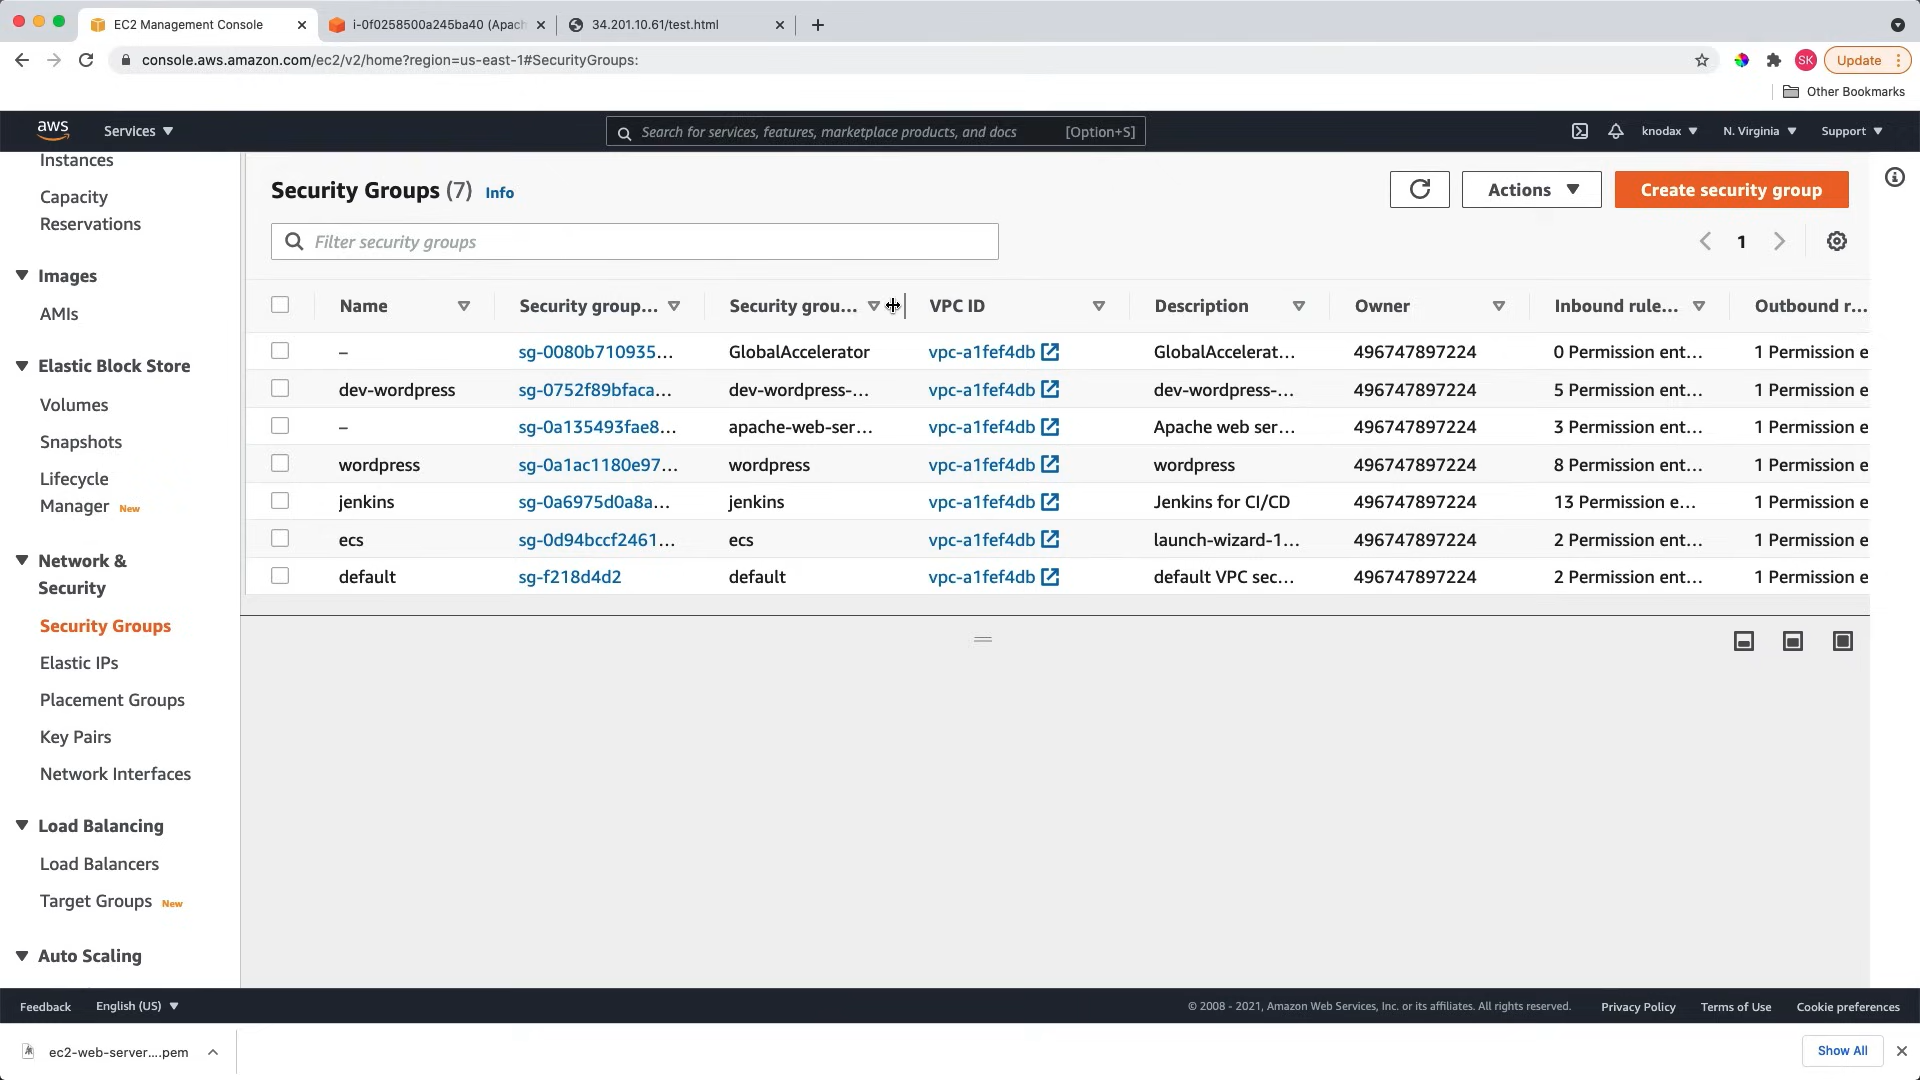 EC2 Management Console
i-0f0258500a245ba40 (Apach
34.201.10.61/test.html
console.aws.amazon.com/ec2/v2/home?region=us-east-1#SecurityGroups:
SK
Update
Other Bookmarks
aws
Services
Search for services, features, marketplace products, and docs
[Option+S]
knodax
N. Virginia
Support
Instances
Capacity
Reservations
Images
AMIs
Elastic Block Store
Volumes
Snapshots
Lifecycle
Manager New
Network &
Security
Security Groups
Elastic IPs
Placement Groups
Key Pairs
Network Interfaces
Load Balancing
Load Balancers
Target Groups New
Auto Scaling
Security Groups (7) Info
Actions
Create security group
Filter security groups
1
Name Security group... Security grou... VPC ID Description Owner Inbound rule... Outbound r...
– sg-0080b710935... GlobalAccelerator vpc-a1fef4db GlobalAccelerat... 496747897224 0 Permission ent... 1 Permission e
dev-wordpress sg-0752f89bfaca... dev-wordpress-... vpc-a1fef4db dev-wordpress-... 496747897224 5 Permission ent... 1 Permission e
– sg-0a135493fae8... apache-web-ser... vpc-a1fef4db Apache web ser... 496747897224 3 Permission ent... 1 Permission e
wordpress sg-0a1ac1180e97... wordpress vpc-a1fef4db wordpress 496747897224 8 Permission ent... 1 Permission e
jenkins sg-0a6975d0a8a... jenkins vpc-a1fef4db Jenkins for CI/CD 496747897224 13 Permission e... 1 Permission e
ecs sg-0d94bccf2461... ecs vpc-a1fef4db launch-wizard-1... 496747897224 2 Permission ent... 1 Permission e
default sg-f218d4d2 default vpc-a1fef4db default VPC sec... 496747897224 2 Permission ent... 1 Permission e
Feedback
English (US)
© 2008 - 2021, Amazon Web Services, Inc. or its affiliates. All rights reserved.
Privacy Policy
Terms of Use
Cookie preferences
ec2-web-server....pem
Show All